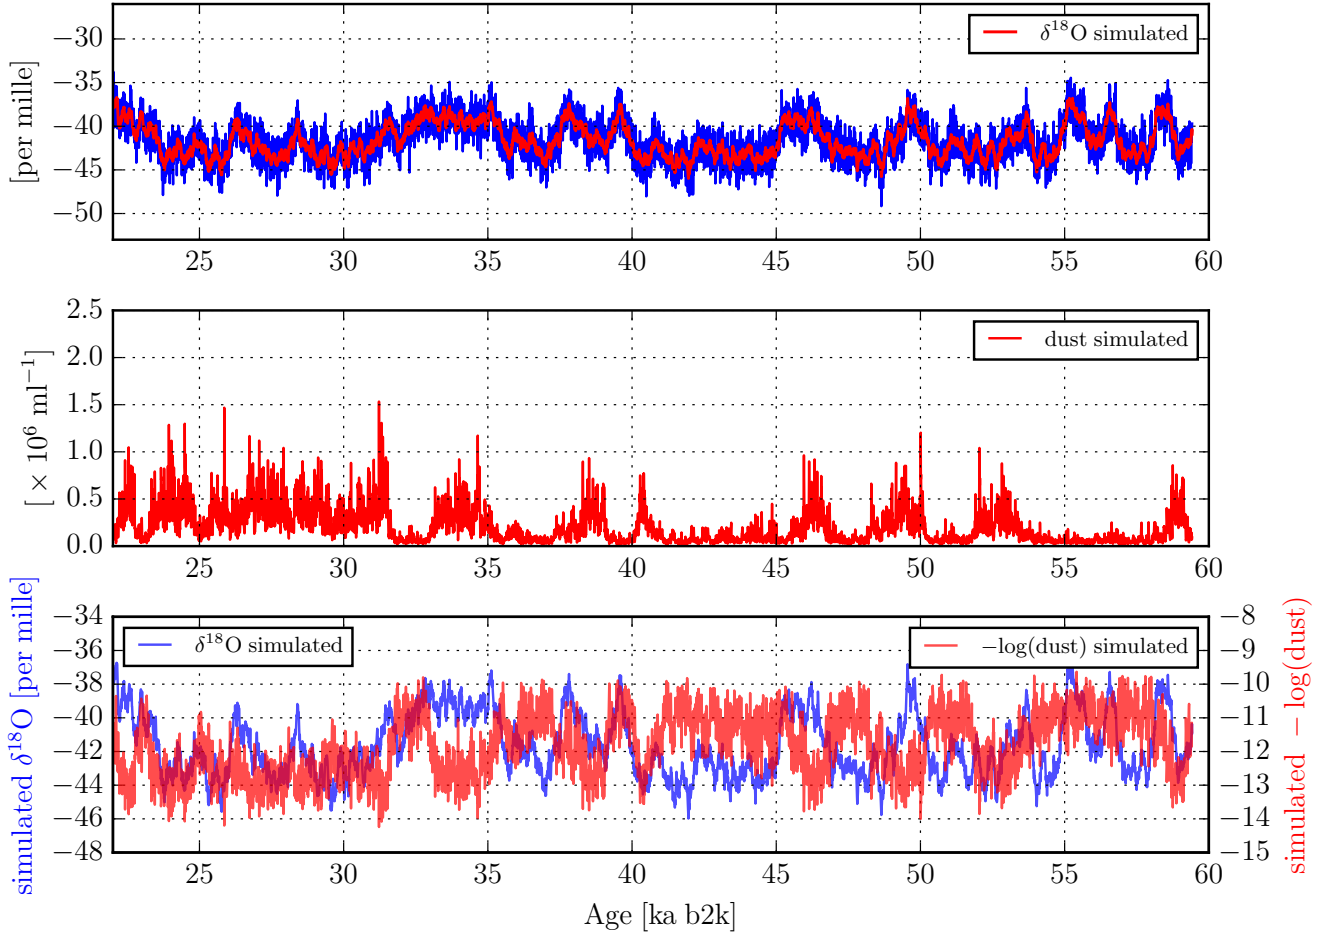 [per mille]
−30
−35
−40
−45
−50
δ¹⁸O simulated
25 30 35 40 45 50 55 60
[ × 10⁶ ml⁻¹]
2.5
2.0
1.5
1.0
0.5
0.0
dust simulated
25 30 35 40 45 50 55 60
simulated δ¹⁸O [per mille]
−34
−36
−38
−40
−42
−44
−46
−48
δ¹⁸O simulated
−log(dust) simulated
−8
−9
−10
−11
−12
−13
−14
−15
simulated − log(dust)
25 30 35 40 45 50 55 60
Age [ka b2k]